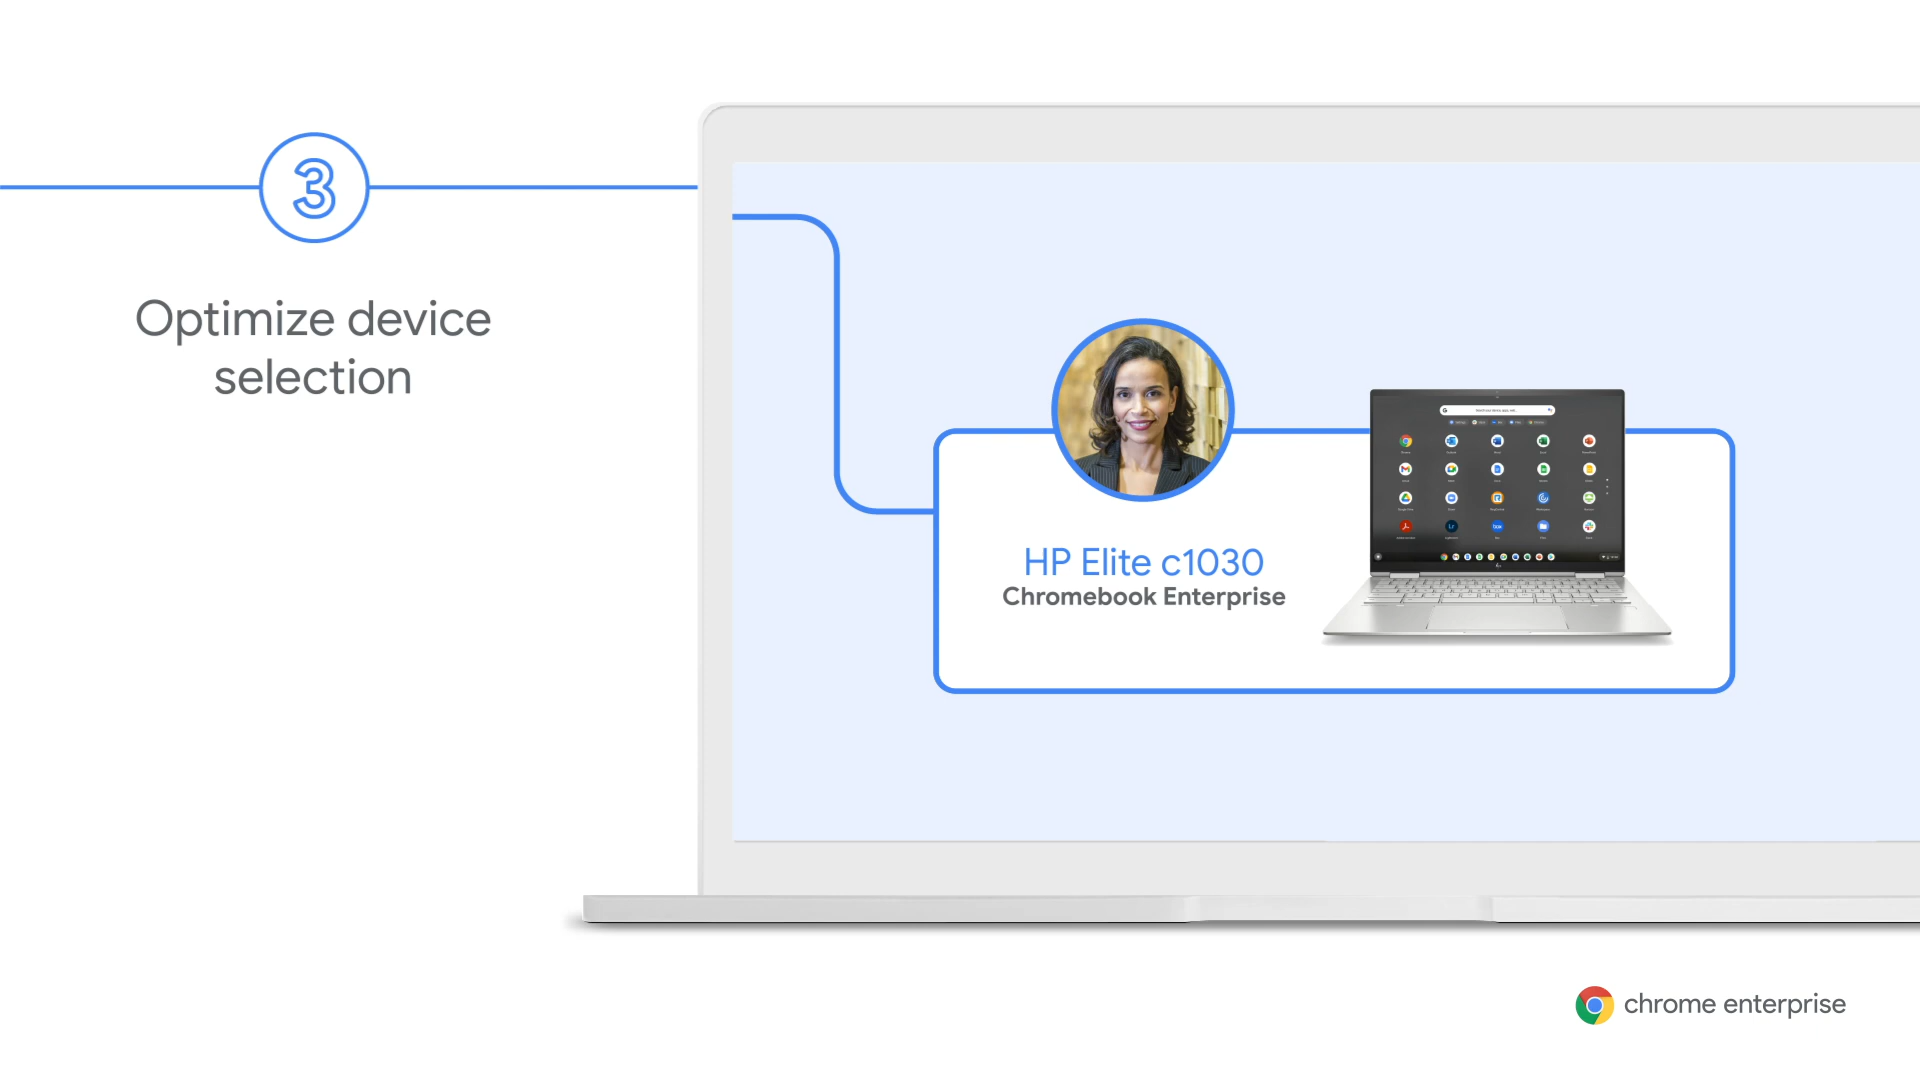 3
Optimize device
selection
HP Elite c1030
Chromebook Enterprise
chrome enterprise